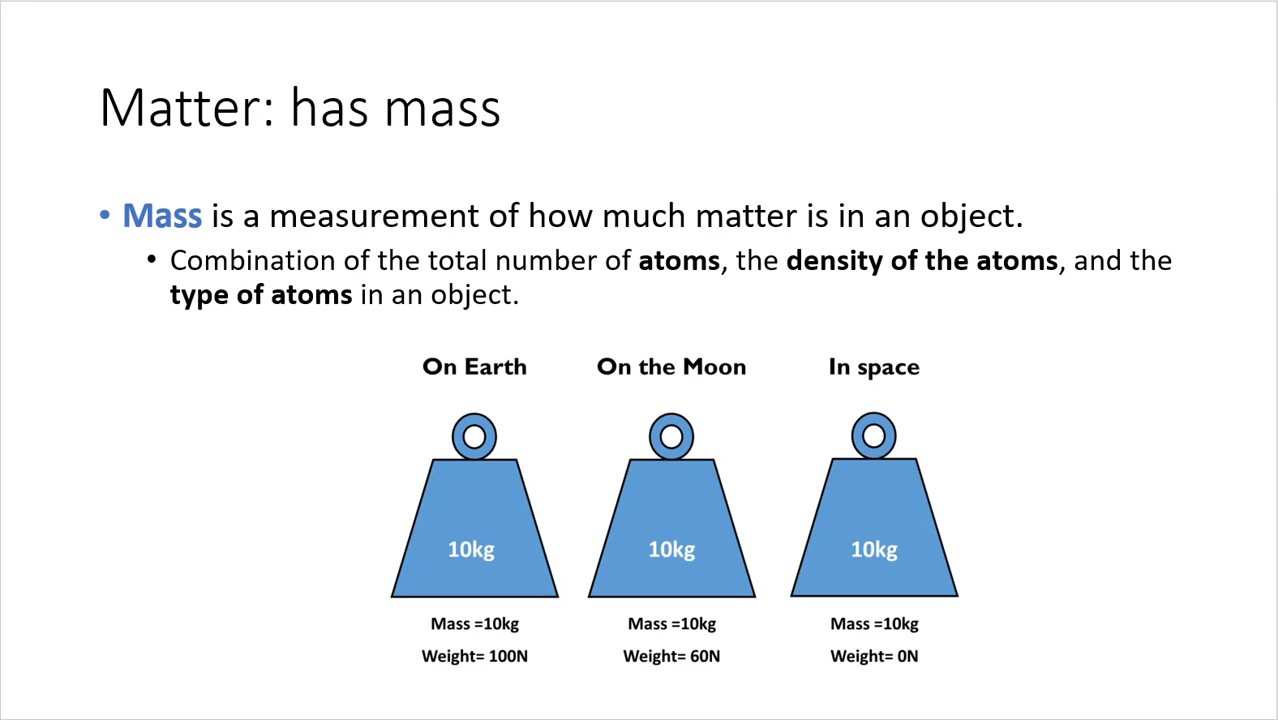 Matter: has mass
• Mass is a measurement of how much matter is in an object.
• Combination of the total number of atoms, the density of the atoms, and the
type of atoms in an object.
On Earth
On the Moon
In space
10kg
10kg
10kg
Mass =10kg
Mass =10kg
Mass =10kg
Weight= 100N
Weight= 60N
Weight= 0N